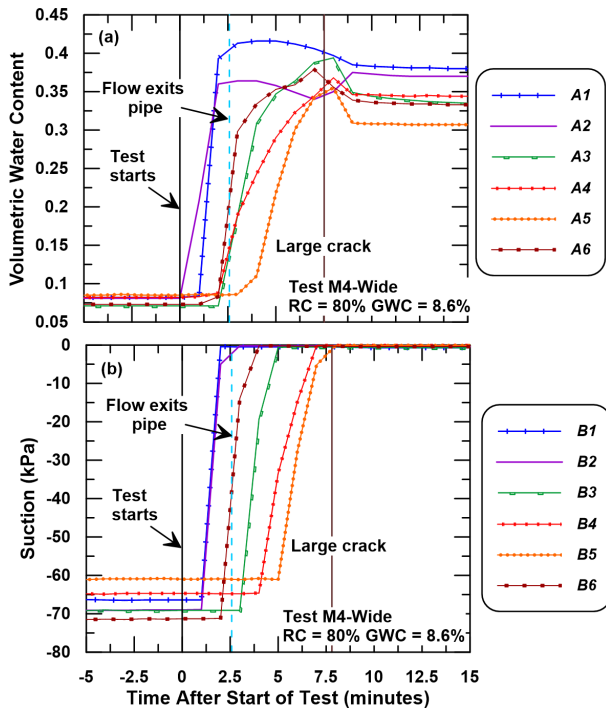 (a)
Flow exits
pipe
Test
starts
Large crack
Test M4-Wide
RC = 80% GWC = 8.6%
Volumetric Water Content
0.45
0.40
0.35
0.30
0.25
0.20
0.15
0.10
0.05
A1
A2
A3
A4
A5
A6
(b)
Flow exits
pipe
Test
starts
Large crack
Test M4-Wide
RC = 80% GWC = 8.6%
Suction (kPa)
0
-10
-20
-30
-40
-50
-60
-70
-80
B1
B2
B3
B4
B5
B6
-5 -2.5 0 2.5 5 7.5 10 12.5 15
Time After Start of Test (minutes)